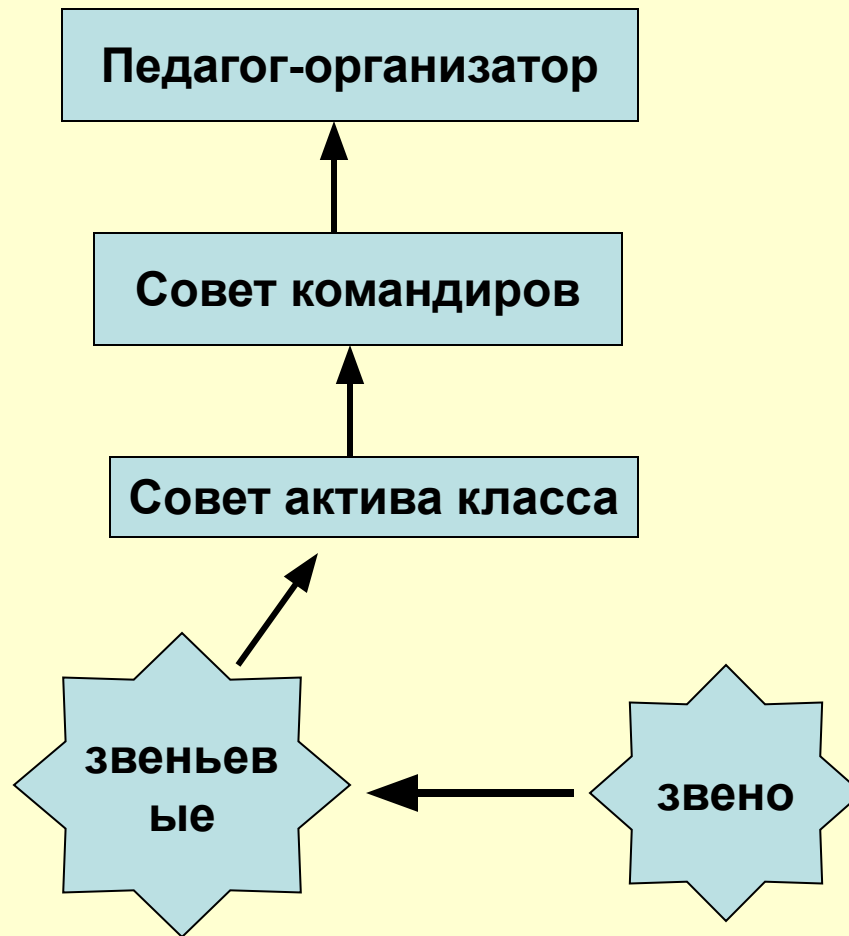 Педагог-организатор
Совет командиров
Совет актива класса
звеньев
ые
звено